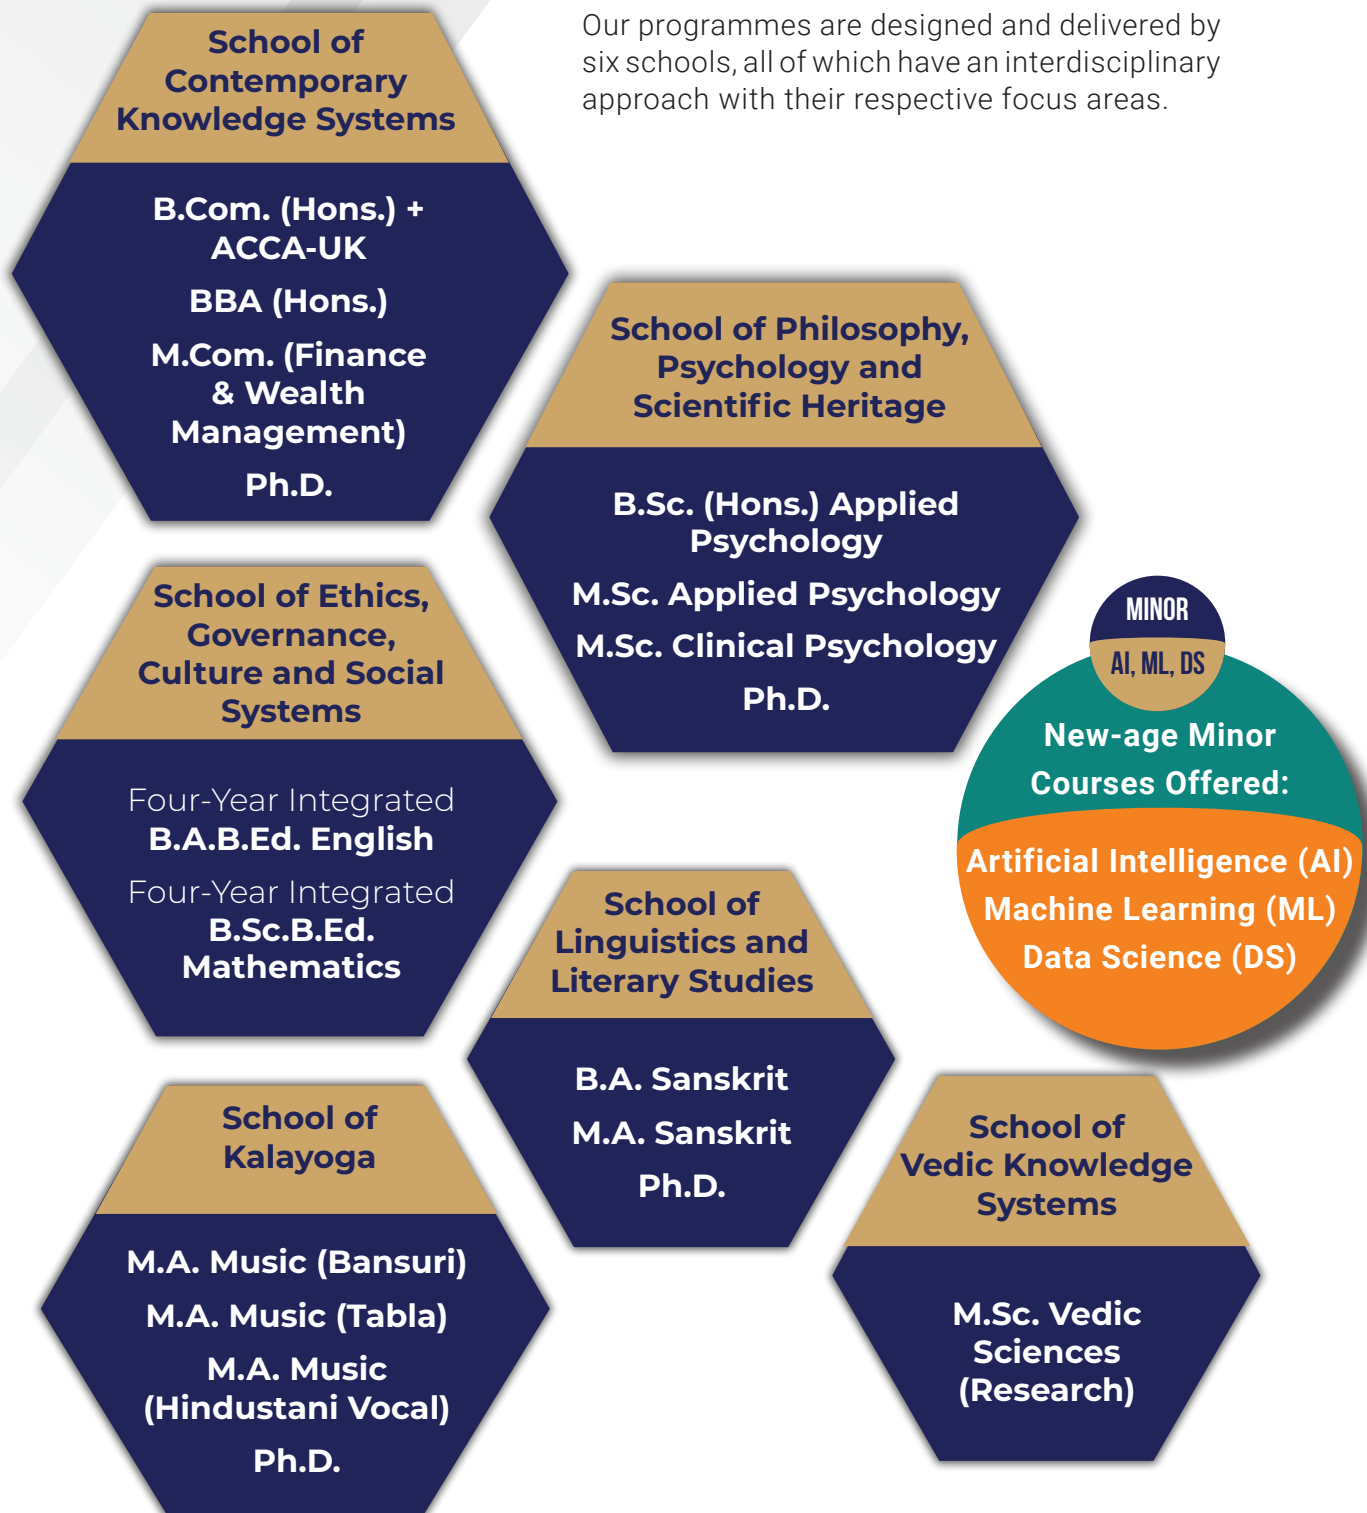 Our programmes are designed and delivered by
six schools, all of which have an interdisciplinary
approach with their respective focus areas.
School of
Contemporary
Knowledge Systems
B.Com. (Hons.) +
ACCA-UK
BBA (Hons.)
M.Com. (Finance
& Wealth
Management)
Ph.D.
School of Philosophy,
Psychology and
Scientific Heritage
B.Sc. (Hons.) Applied
Psychology
M.Sc. Applied Psychology
M.Sc. Clinical Psychology
Ph.D.
School of Ethics,
Governance,
Culture and Social
Systems
Four-Year Integrated
B.A.B.Ed. English
Four-Year Integrated
B.Sc.B.Ed.
Mathematics
MINOR
AI, ML, DS
New-age Minor
Courses Offered:
Artificial Intelligence (AI)
Machine Learning (ML)
Data Science (DS)
School of
Linguistics and
Literary Studies
B.A. Sanskrit
M.A. Sanskrit
Ph.D.
School of
Kalayoga
M.A. Music (Bansuri)
M.A. Music (Tabla)
M.A. Music
(Hindustani Vocal)
Ph.D.
School of
Vedic Knowledge
Systems
M.Sc. Vedic
Sciences
(Research)